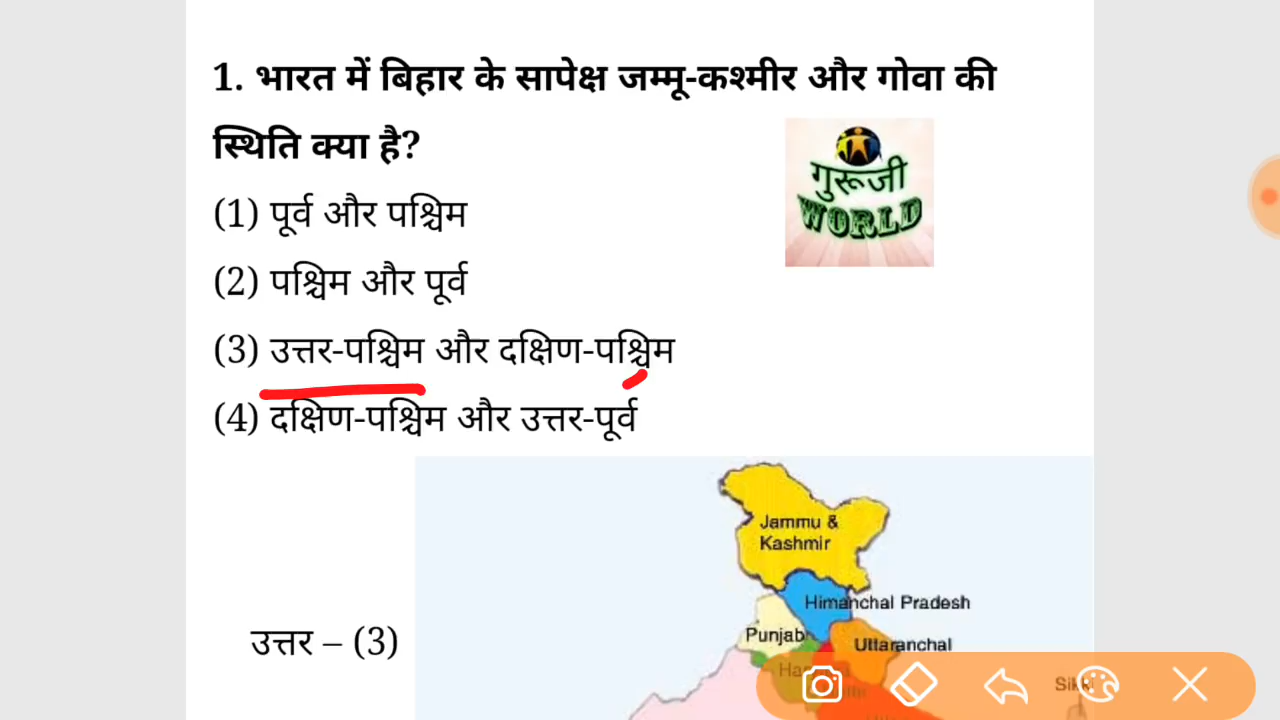 1. भारत में बिहार के सापेक्ष जम्मू-कश्मीर और गोवा की
स्थिति क्या है?
गुरूजी
WORLD
(1) पूर्व और पश्चिम
(2) पश्चिम और पूर्व
(3) उत्तर-पश्चिम और दक्षिण-पश्चिम
(4) दक्षिण-पश्चिम और उत्तर-पूर्व
Jammu &
Kashmir
Himanchal Pradesh
उत्तर – (3)
Punjab
Uttaranchal